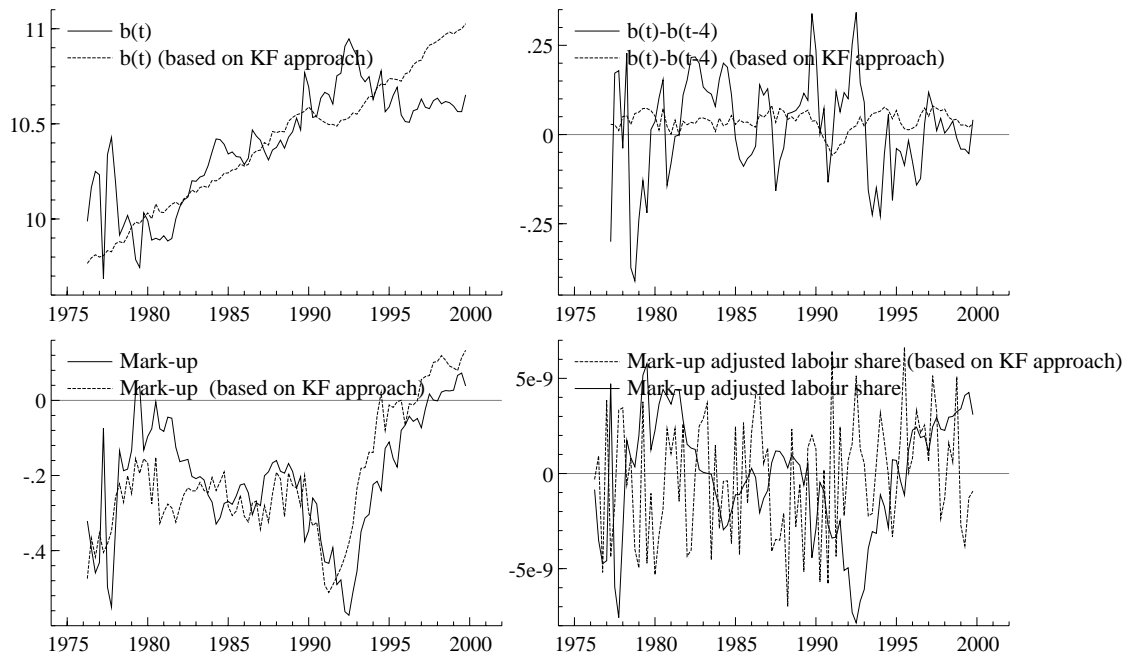 11
10.5
10
b(t)
b(t) (based on KF approach)
1975 1980 1985 1990 1995 2000
.25
0
-.25
b(t)-b(t-4)
b(t)-b(t-4) (based on KF approach)
1975 1980 1985 1990 1995 2000
0
-.2
-.4
Mark-up
Mark-up (based on KF approach)
1975 1980 1985 1990 1995 2000
5e-9
0
-5e-9
Mark-up adjusted labour share (based on KF approach)
Mark-up adjusted labour share
1975 1980 1985 1990 1995 2000